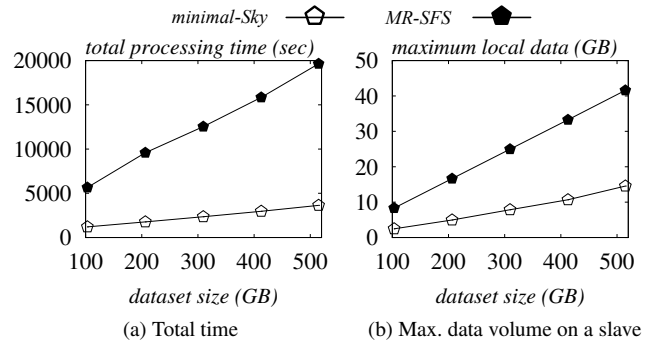 minimal-Sky MR-SFS
total processing time (sec)
20000
15000
10000
5000
0
100 200 300 400 500
dataset size (GB)
(a) Total time
maximum local data (GB)
50
40
30
20
10
0
100 200 300 400 500
dataset size (GB)
(b) Max. data volume on a slave